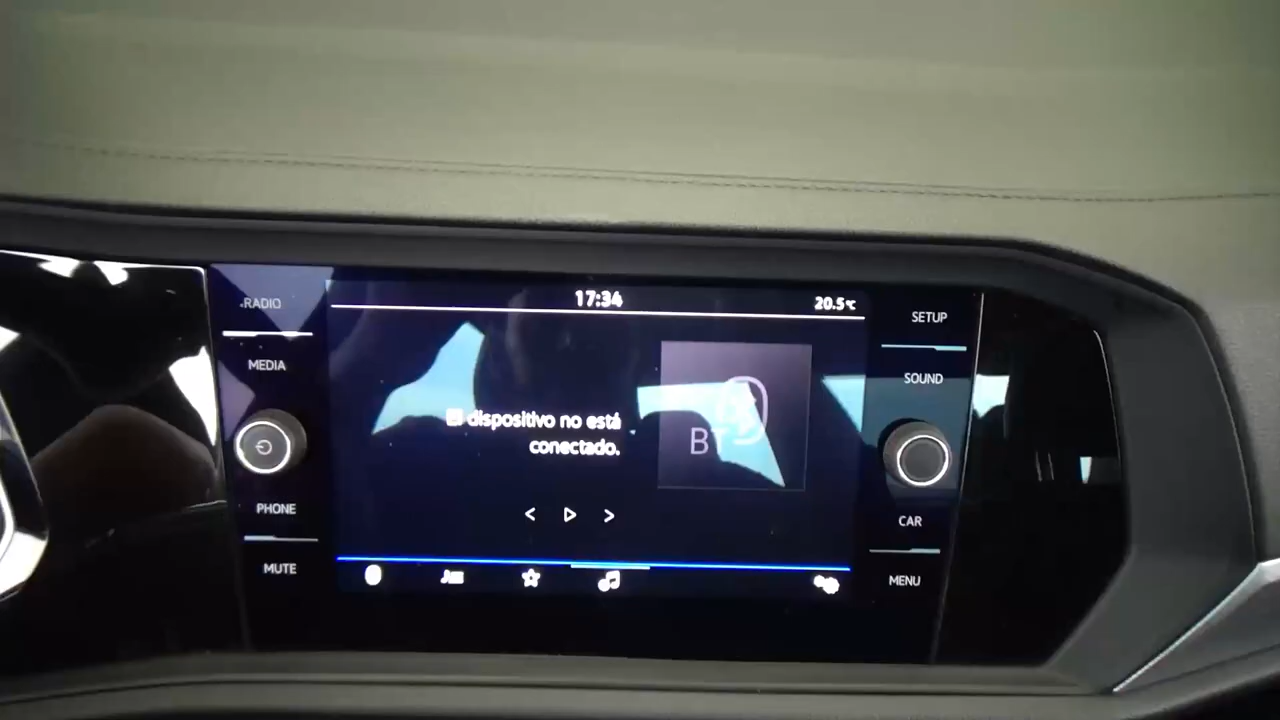 17:34
20.5°C
RADIO
MEDIA
PHONE
MUTE
El dispositivo no está
conectado.
BT
SETUP
SOUND
CAR
MENU